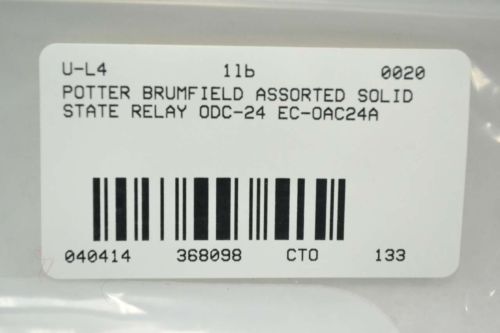 U-L4 1lb 0020
POTTER BRUMFIELD ASSORTED SOLID
STATE RELAY ODC-24 EC-OAC24A
040414 368098 CTO 133